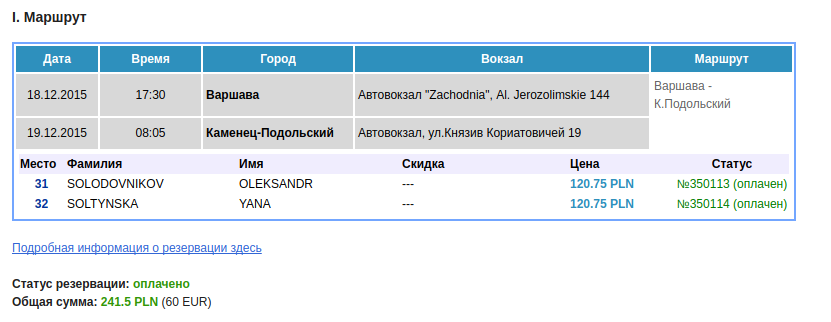 I. Маршрут
Дата Время Город Вокзал Маршрут
18.12.2015 17:30 Варшава Автовокзал "Zachodnia", Al. Jerozolimskie 144 Варшава -
К.Подольский
19.12.2015 08:05 Каменец-Подольский Автовокзал, ул.Князив Кориатовичей 19
Место Фамилия Имя Скидка Цена Статус
31 SOLODOVNIKOV OLEKSANDR --- 120.75 PLN №350113 (оплачен)
32 SOLTYNSKA YANA --- 120.75 PLN №350114 (оплачен)
Подробная информация о резервации здесь
Статус резервации: оплачено
Общая сумма: 241.5 PLN (60 EUR)